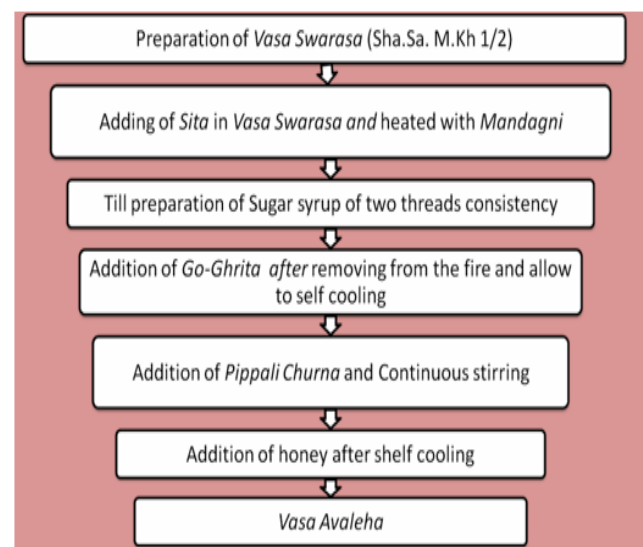 Preparation of Vasa Swarasa (Sha.Sa. M.Kh 1/2)
Adding of Sita in Vasa Swarasa and heated with Mandagni
Till preparation of Sugar syrup of two threads consistency
Addition of Go-Ghrita after removing from the fire and allow
to self cooling
Addition of Pippali Churna and Continuous stirring
Addition of honey after shelf cooling
Vasa Avaleha